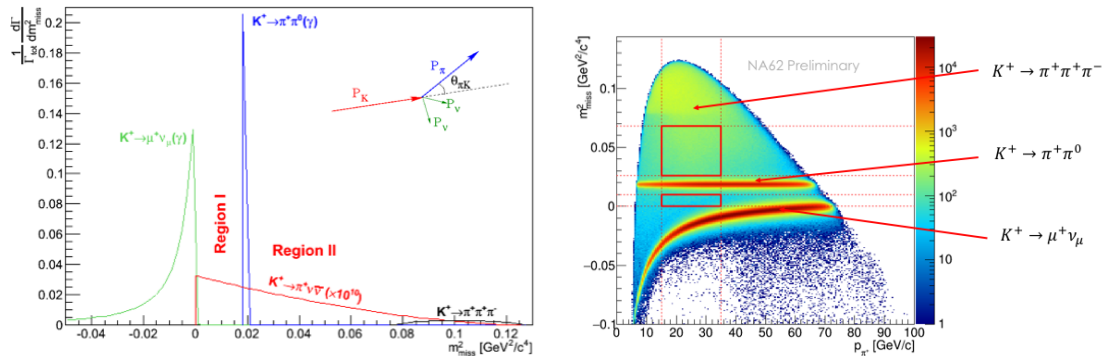 1/Γtot dΓ/dm²miss
0.2
0.18
0.16
0.14
0.12
0.1
0.08
0.06
0.04
0.02
0
K⁺→π⁺π⁰(γ)
P_π
θ_πK
P_K
P_ν
P_ν
K⁺→μ⁺ν_μ(γ)
Region I
Region II
K⁺→π⁺νν̄ (×10¹⁰)
K⁺→π⁺π⁺π⁻
-0.04 -0.02 0 0.02 0.04 0.06 0.08 0.1 0.12
m²miss [GeV²/c⁴]
m²miss [GeV²/c⁴]
0.1
0.05
0
−0.05
−0.1
NA62 Preliminary
0 10 20 30 40 50 60 70 80 90 100
p_π⁺ [GeV/c]
10⁴
10³
10²
10
1
K⁺ → π⁺π⁺π⁻
K⁺ → π⁺π⁰
K⁺ → μ⁺ν_μ